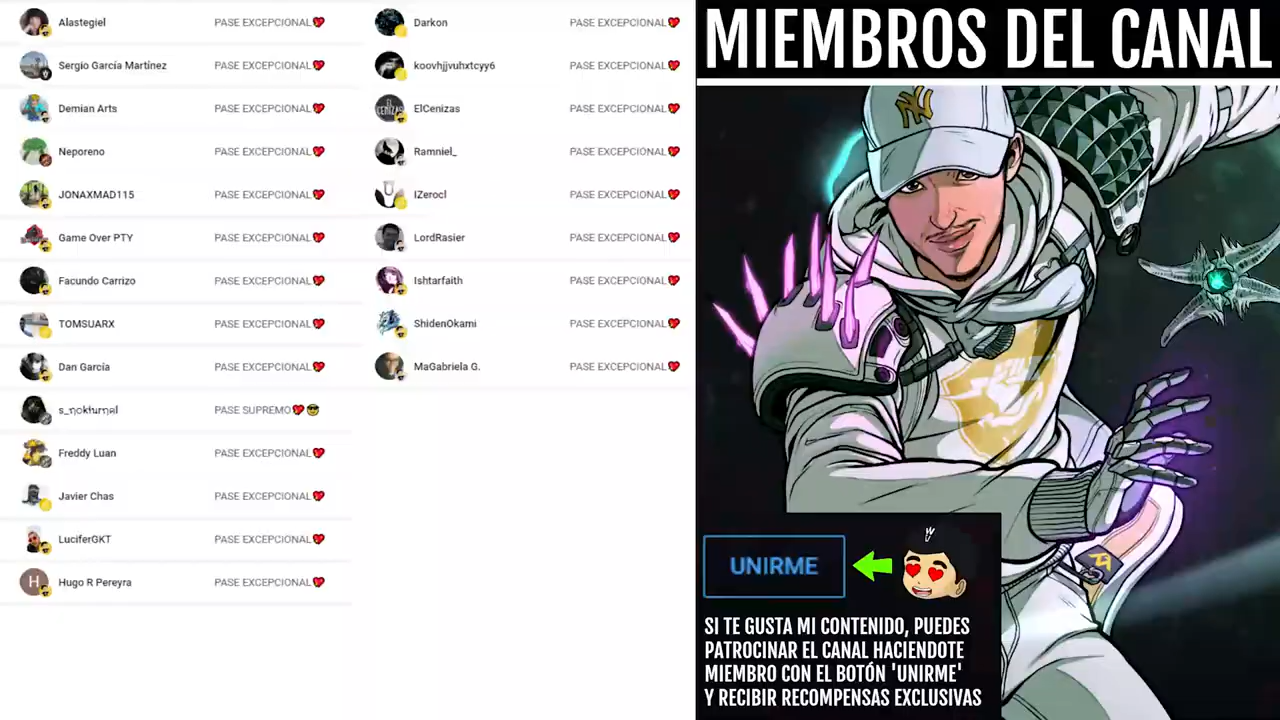 Alastegiel PASE EXCEPCIONAL❤
Sergio García Martínez PASE EXCEPCIONAL❤
Demian Arts PASE EXCEPCIONAL❤
Neporeno PASE EXCEPCIONAL❤
JONAXMAD115 PASE EXCEPCIONAL❤
Game Over PTY PASE EXCEPCIONAL❤
Facundo Carrizo PASE EXCEPCIONAL❤
TOMSUARX PASE EXCEPCIONAL❤
Dan García PASE EXCEPCIONAL❤
s_ηokťurηɑl PASE SUPREMO❤😎
Freddy Luan PASE EXCEPCIONAL❤
Javier Chas PASE EXCEPCIONAL❤
LuciferGKT PASE EXCEPCIONAL❤
H Hugo R Pereyra PASE EXCEPCIONAL❤
Darkon PASE EXCEPCIONAL❤
koovhjjvuhxtcyy6 PASE EXCEPCIONAL❤
EL CENIZAS ElCenizas PASE EXCEPCIONAL❤
Ramniel_ PASE EXCEPCIONAL❤
IZerocl PASE EXCEPCIONAL❤
LordRasier PASE EXCEPCIONAL❤
Ishtarfaith PASE EXCEPCIONAL❤
ShidenOkami PASE EXCEPCIONAL❤
MaGabriela G. PASE EXCEPCIONAL❤
MIEMBROS DEL CANAL
NY
UNIRME
SI TE GUSTA MI CONTENIDO, PUEDES
PATROCINAR EL CANAL HACIENDOTE
MIEMBRO CON EL BOTÓN 'UNIRME'
Y RECIBIR RECOMPENSAS EXCLUSIVAS